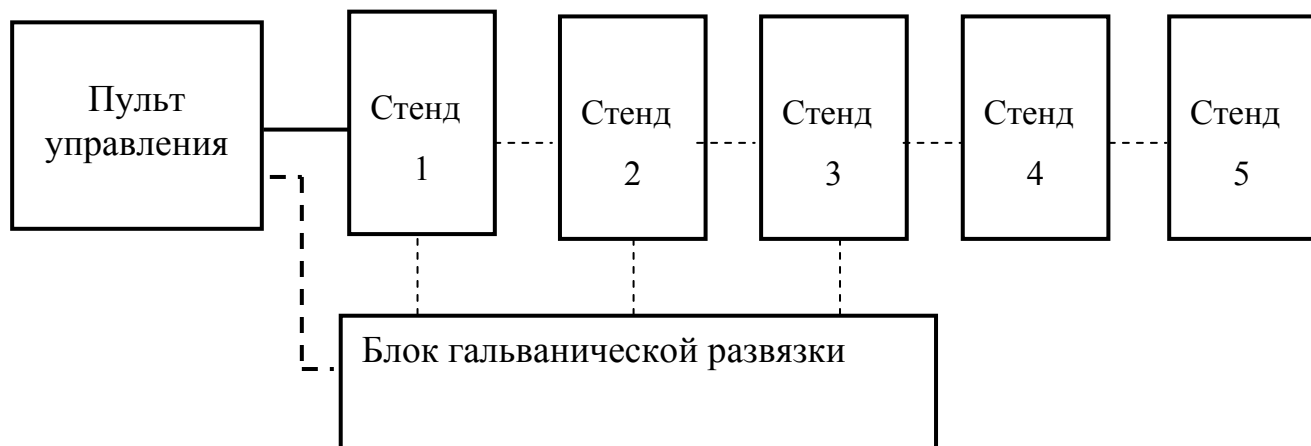 Пульт
управления
Стенд
1
Стенд
2
Стенд
3
Стенд
4
Стенд
5
Блок гальванической развязки